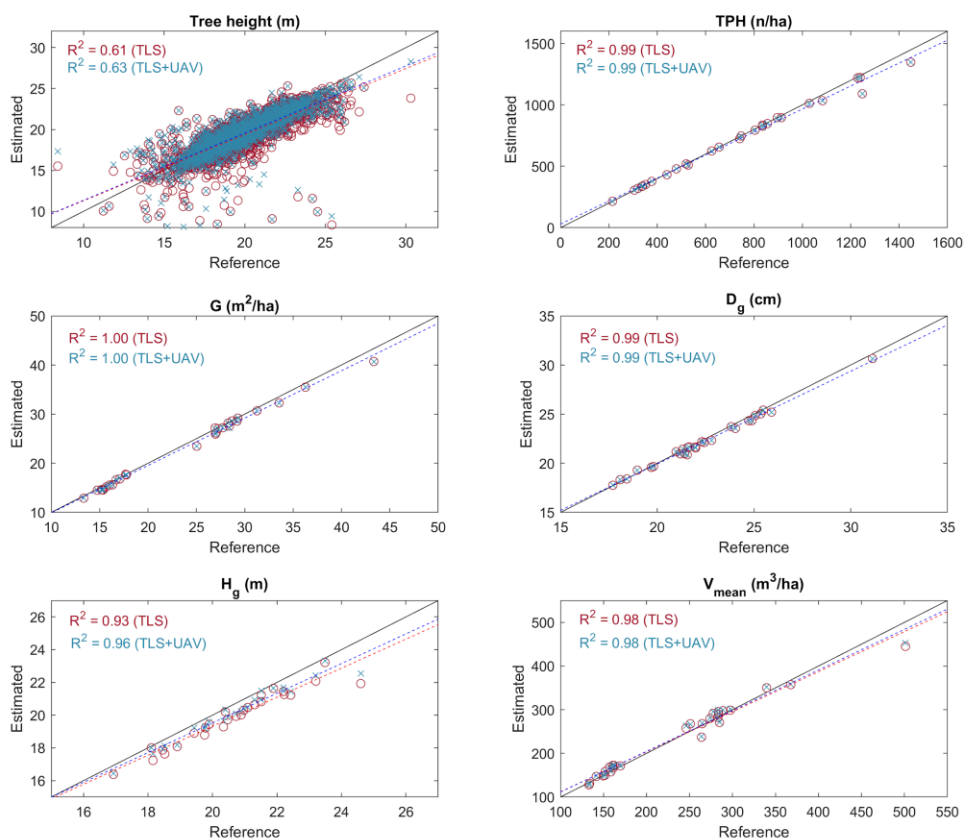 Tree height (m)
R² = 0.61 (TLS)
R² = 0.63 (TLS+UAV)
Estimated
30
25
20
15
10
10 15 20 25 30
Reference
TPH (n/ha)
R² = 0.99 (TLS)
R² = 0.99 (TLS+UAV)
Estimated
1500
1000
500
0
0 200 400 600 800 1000 1200 1400 1600
Reference
G (m²/ha)
R² = 1.00 (TLS)
R² = 1.00 (TLS+UAV)
Estimated
50
40
30
20
10
10 15 20 25 30 35 40 45 50
Reference
D_g (cm)
R² = 0.99 (TLS)
R² = 0.99 (TLS+UAV)
Estimated
35
30
25
20
15
15 20 25 30 35
Reference
H_g (m)
R² = 0.93 (TLS)
R² = 0.96 (TLS+UAV)
Estimated
26
24
22
20
18
16
16 18 20 22 24 26
Reference
V_mean (m³/ha)
R² = 0.98 (TLS)
R² = 0.98 (TLS+UAV)
Estimated
500
400
300
200
100
100 150 200 250 300 350 400 450 500 550
Reference